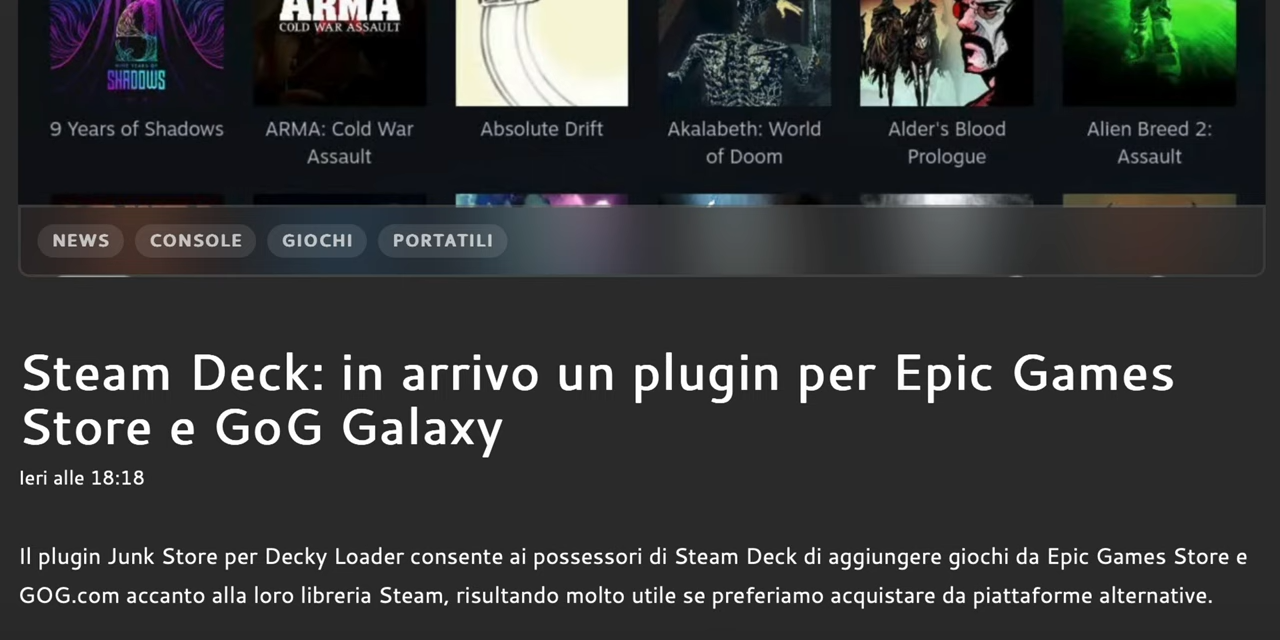 ARMA
COLD WAR ASSAULT
SHADOWS
9 Years of Shadows
ARMA: Cold War
Assault
Absolute Drift
Akalabeth: World
of Doom
Alder's Blood
Prologue
Alien Breed 2:
Assault
NEWS
CONSOLE
GIOCHI
PORTATILI
Steam Deck: in arrivo un plugin per Epic Games
Store e GoG Galaxy
Ieri alle 18:18
Il plugin Junk Store per Decky Loader consente ai possessori di Steam Deck di aggiungere giochi da Epic Games Store e
GOG.com accanto alla loro libreria Steam, risultando molto utile se preferiamo acquistare da piattaforme alternative.